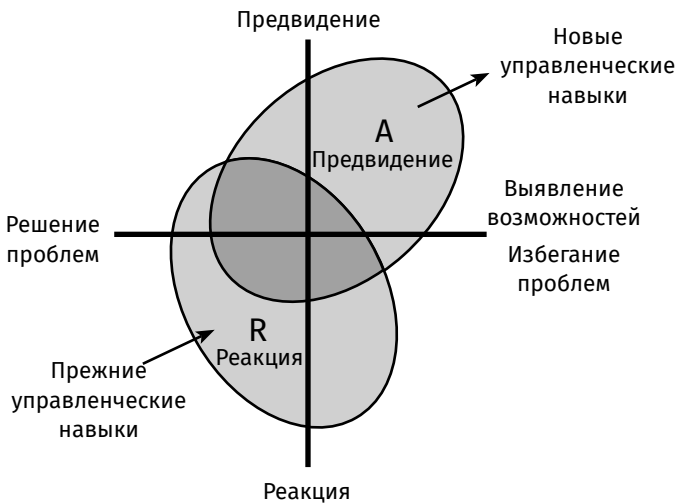 Предвидение
Новые
управленческие
навыки
A
Предвидение
Выявление
возможностей
Решение
проблем
Избегание
проблем
R
Реакция
Прежние
управленческие
навыки
Реакция